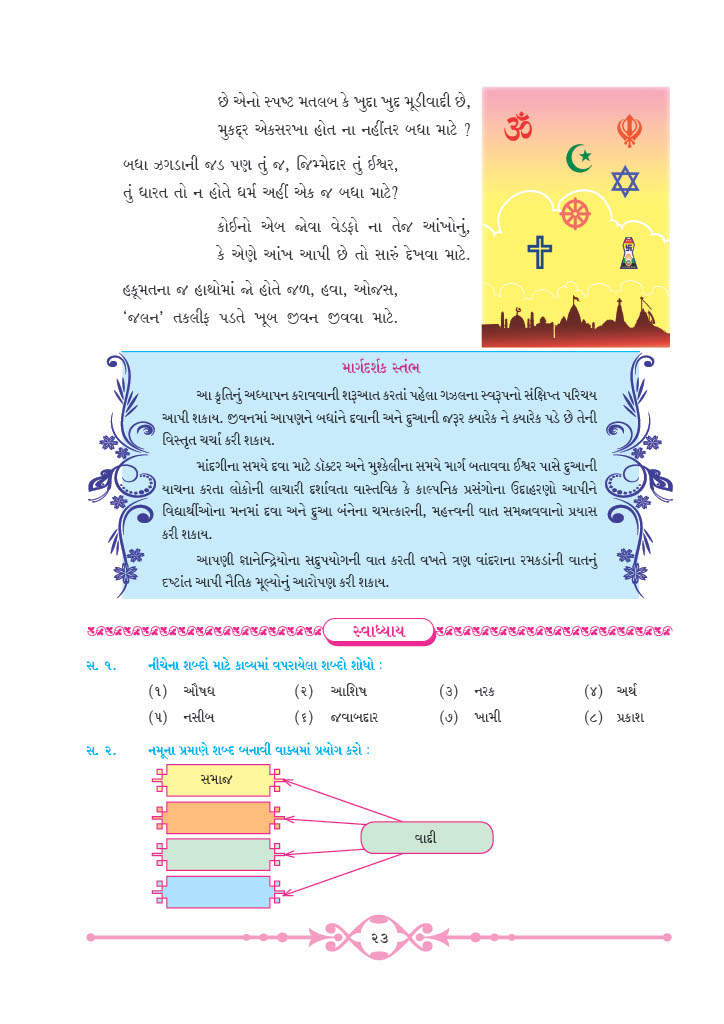 છે એનો સ્પષ્ટ મતલબ કે ખુદા ખુદ મૂડીવાદી છે,
મુકદ્દર એકસરખા હોત ના નહીંતર બધા માટે ?
બધા ઝગડાની જડ પણ તું જ, જિમ્મેદાર તું ઈશ્વર,
તું ધારત તો ન હોતે ધર્મ અહીં એક જ બધા માટે?
કોઈનો એબ જોવા વેડફો ના તેજ આંખોનું,
કે એણે આંખ આપી છે તો સારું દેખવા માટે.
હકૂમતના જ હાથોમાં જો હોતે જળ, હવા, ઓજસ,
‘જલન’ તકલીફ પડતે ખૂબ જીવન જીવવા માટે.
માર્ગદર્શક સ્તંભ
આ કૃતિનું અધ્યાપન કરાવવાની શરૂઆત કરતાં પહેલા ગઝલના સ્વરૂપનો સંક્ષિપ્ત પરિચય
આપી શકાય. જીવનમાં આપણને બધાંને દવાની અને દુઆની જરૂર ક્યારેક ને ક્યારેક પડે છે તેની
વિસ્તૃત ચર્ચા કરી શકાય.
માંદગીના સમયે દવા માટે ડૉક્ટર અને મુશ્કેલીના સમયે માર્ગ બતાવવા ઈશ્વર પાસે દુઆની
યાચના કરતા લોકોની લાચારી દર્શાવતા વાસ્તવિક કે કાલ્પનિક પ્રસંગોના ઉદાહરણો આપીને
વિદ્યાર્થીઓના મનમાં દવા અને દુઆ બંનેના ચમત્કારની, મહત્ત્વની વાત સમજાવવાનો પ્રયાસ
કરી શકાય.
આપણી જ્ઞાનેન્દ્રિયોના સદુપયોગની વાત કરતી વખતે ત્રણ વાંદરાના રમકડાંની વાતનું
દષ્ટાંત આપી નૈતિક મૂલ્યોનું આરોપણ કરી શકાય.
સ્વાધ્યાય
સ. ૧. નીચેના શબ્દો માટે કાવ્યમાં વપરાયેલા શબ્દો શોધો :
(૧) ઔષધ (૨) આશિષ (૩) નરક (૪) અર્થ
(૫) નસીબ (૬) જવાબદાર (૭) ખામી (૮) પ્રકાશ
સ. ૨. નમૂના પ્રમાણે શબ્દ બનાવી વાક્યમાં પ્રયોગ કરો :
સમાજ
વાદી
૨૩